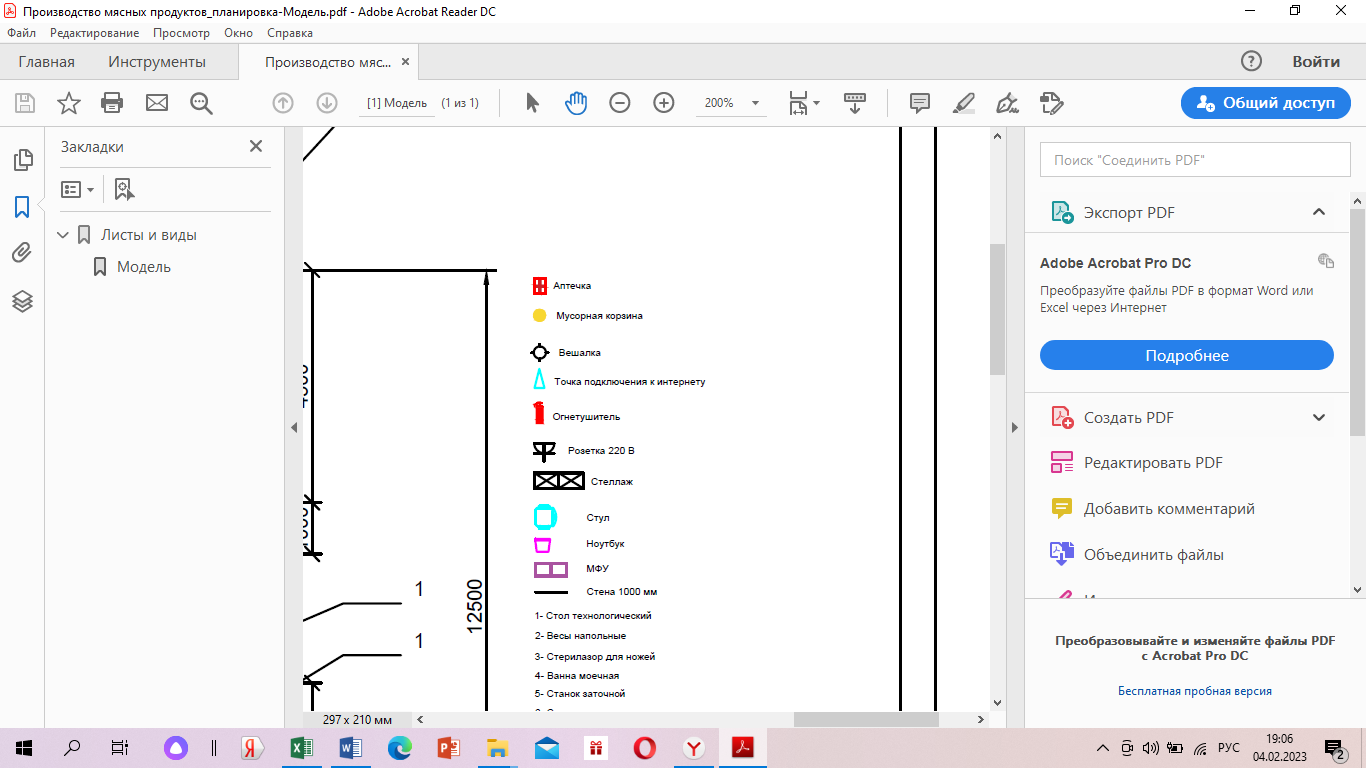 Производство мясных продуктов_планировка-Модель.pdf - Adobe Acrobat Reader DC
Файл Редактирование Просмотр Окно Справка
Главная Инструменты Производство мяс... Войти
[1] Модель (1 из 1) 200% Общий доступ
Закладки
Листы и виды
Модель
1
1
12500
Аптечка
Мусорная корзина
Вешалка
Точка подключения к интернету
Огнетушитель
Розетка 220 В
Стеллаж
Стул
Ноутбук
МФУ
Стена 1000 мм
1- Стол технологический
2- Весы напольные
3- Стерилазор для ножей
4- Ванна моечная
5- Станок заточной
297 x 210 мм
Поиск "Соединить PDF"
Экспорт PDF
Adobe Acrobat Pro DC
Преобразуйте файлы PDF в формат Word или
Excel через Интернет
Подробнее
Создать PDF
Редактировать PDF
Добавить комментарий
Объединить файлы
Преобразовывайте и изменяйте файлы PDF
с Acrobat Pro DC
Бесплатная пробная версия
РУС
19:06
04.02.2023
2